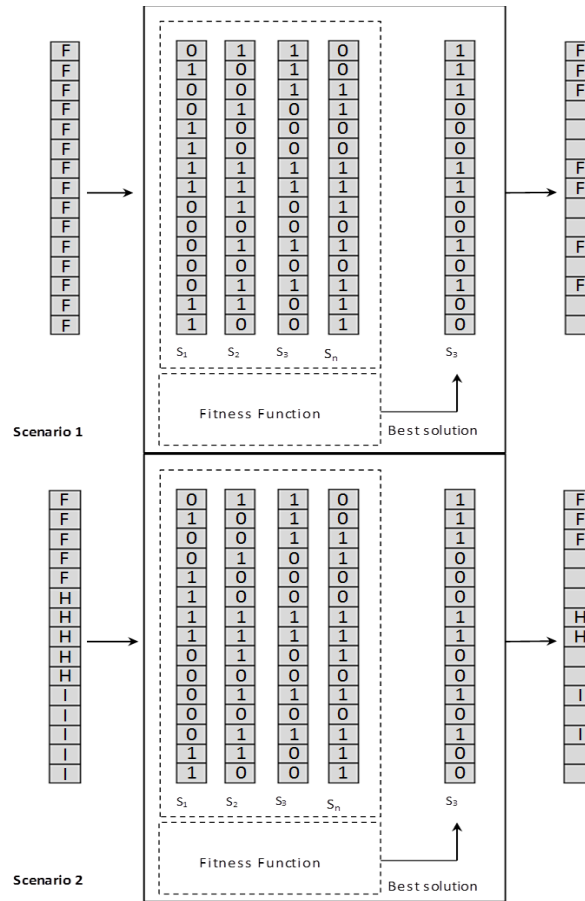 F 0 1 1 0 1 F
F 1 0 1 0 1 F
F 0 0 1 1 1 F
F 0 1 0 1 0
F 1 0 0 0 0
F 1 0 0 0 0
F 1 1 1 1 1 F
F 1 1 1 1 1 F
F 0 1 0 1 0
F 0 0 0 0 0
F 0 1 1 1 1 F
F 0 0 0 0 0
F 0 1 1 1 1 F
F 1 1 0 1 0
F 1 0 0 1 0
S1 S2 S3 Sn S3
Fitness Function
Scenario 1
Best solution
F 0 1 1 0 1 F
F 1 0 1 0 1 F
F 0 0 1 1 1 F
F 0 1 0 1 0
F 1 0 0 0 0
H 1 0 0 0 0
H 1 1 1 1 1 H
H 1 1 1 1 1 H
H 0 1 0 1 0
H 0 0 0 0 0
I 0 1 1 1 1 I
I 0 0 0 0 0
I 0 1 1 1 1 I
I 1 1 0 1 0
I 1 0 0 1 0
S1 S2 S3 Sn S3
Fitness Function
Scenario 2
Best solution